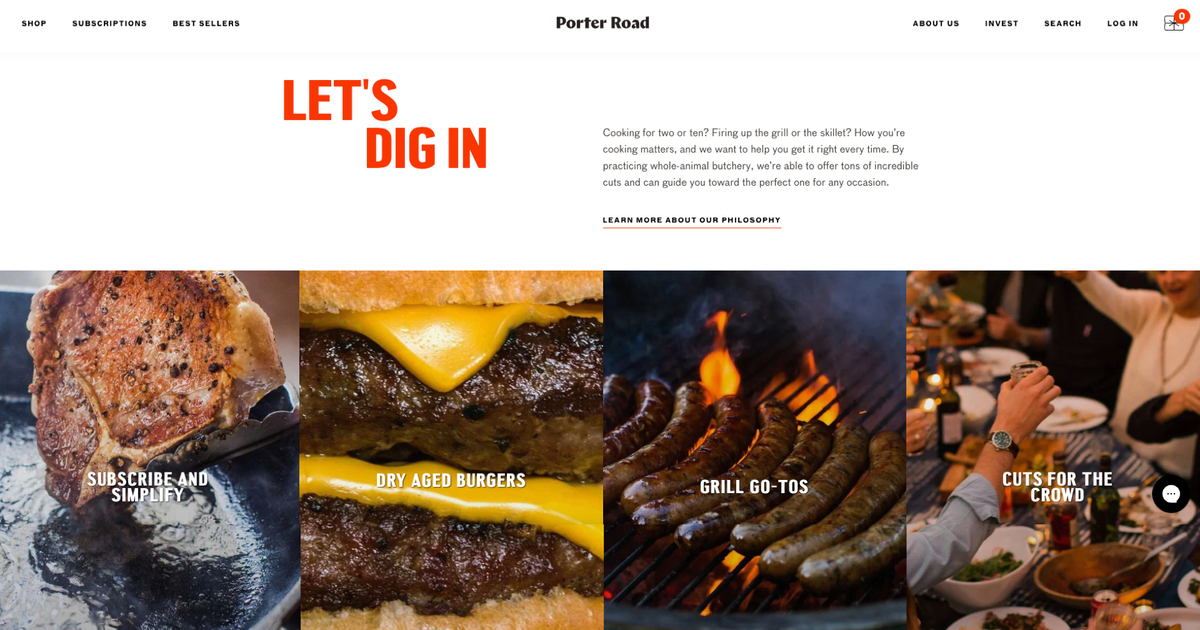 SHOP SUBSCRIPTIONS BEST SELLERS Porter Road ABOUT US INVEST SEARCH LOG IN 0
LET'S
DIG IN
Cooking for two or ten? Firing up the grill or the skillet? How you're
cooking matters, and we want to help you get it right every time. By
practicing whole-animal butchery, we're able to offer tons of incredible
cuts and can guide you toward the perfect one for any occasion.
LEARN MORE ABOUT OUR PHILOSOPHY
SUBSCRIBE AND
SIMPLIFY
DRY AGED BURGERS
GRILL GO-TOS
CUTS FOR THE
CROWD